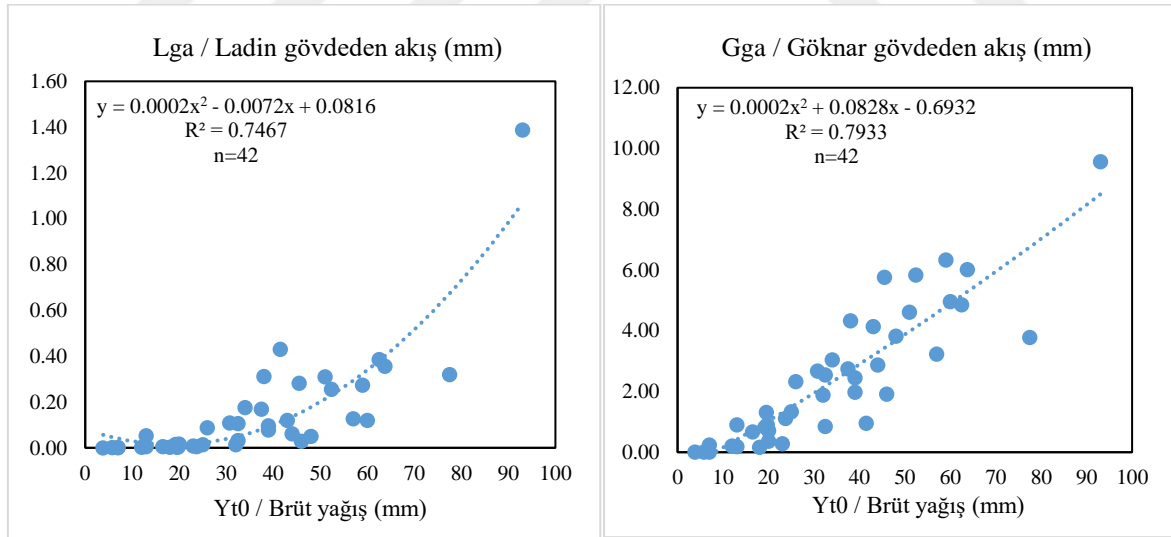 Lga / Ladin gövdeden akış (mm)
y = 0.0002x² - 0.0072x + 0.0816
R² = 0.7467
n=42
1.60
1.40
1.20
1.00
0.80
0.60
0.40
0.20
0.00
0 10 20 30 40 50 60 70 80 90 100
Yt0 / Brüt yağış (mm)
Gga / Göknar gövdeden akış (mm)
y = 0.0002x² + 0.0828x - 0.6932
R² = 0.7933
n=42
12.00
10.00
8.00
6.00
4.00
2.00
0.00
0 10 20 30 40 50 60 70 80 90 100
Yt0 / Brüt yağış (mm)